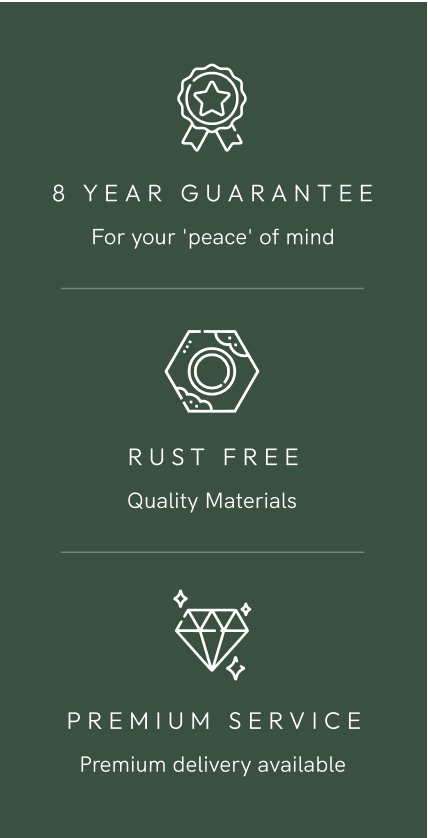 8 YEAR GUARANTEE
For your 'peace' of mind
RUST FREE
Quality Materials
PREMIUM SERVICE
Premium delivery available